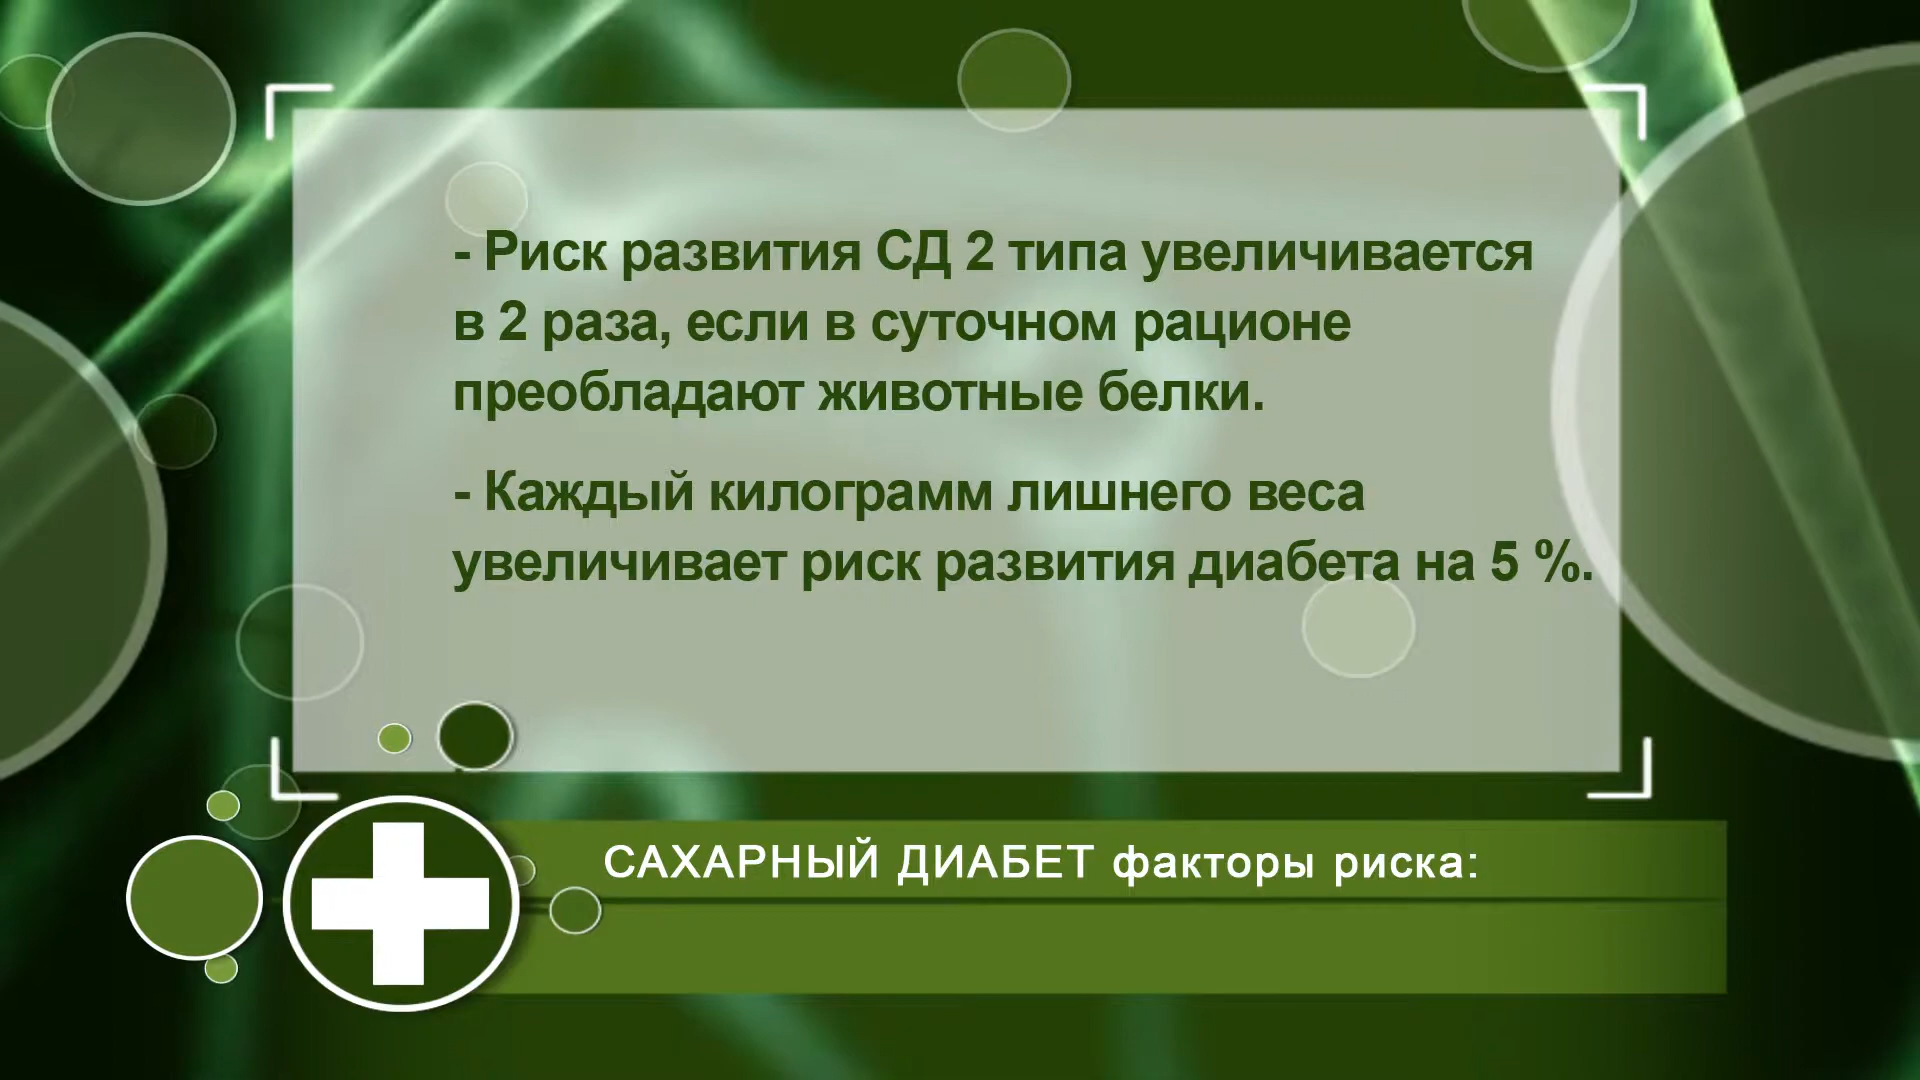 - Риск развития СД 2 типа увеличивается
в 2 раза, если в суточном рационе
преобладают животные белки.
- Каждый килограмм лишнего веса
увеличивает риск развития диабета на 5 %.
САХАРНЫЙ ДИАБЕТ факторы риска: